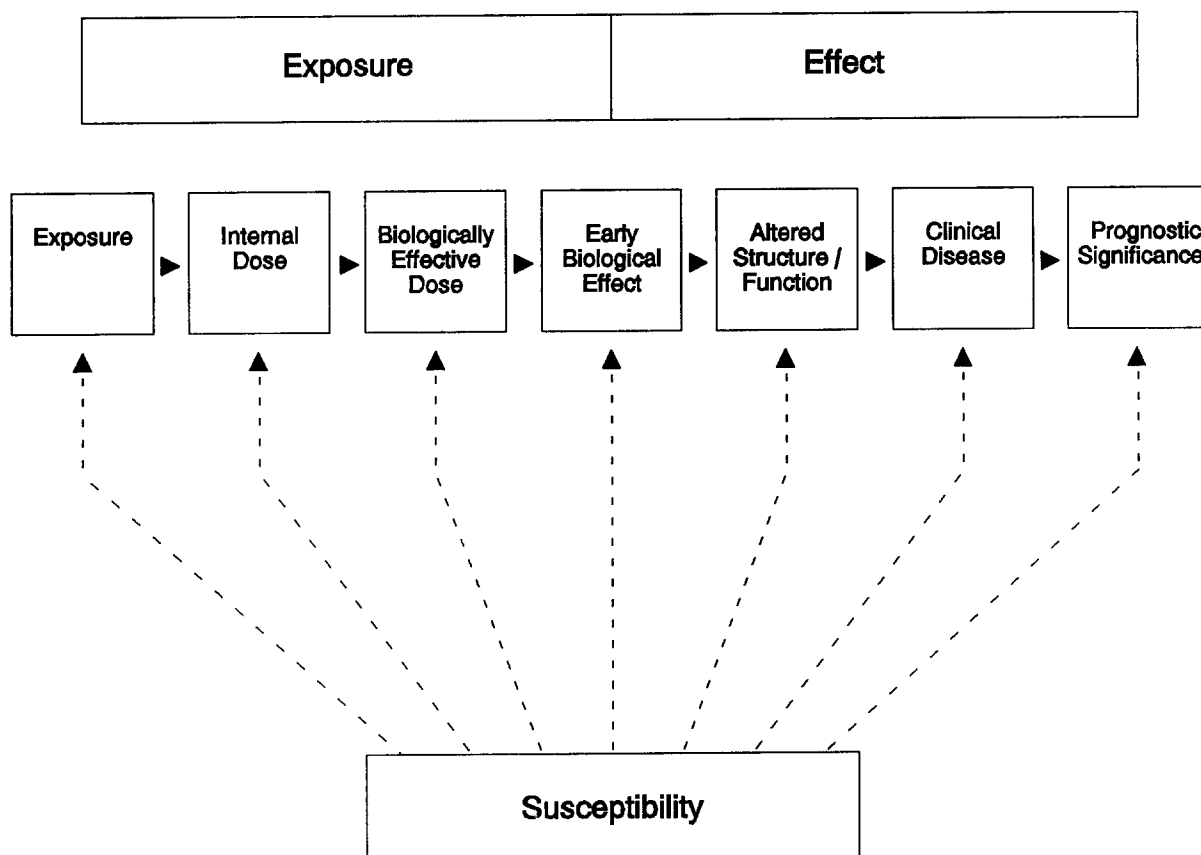 Exposure
Effect
Exposure
Internal
Dose
Biologically
Effective
Dose
Early
Biological
Effect
Altered
Structure /
Function
Clinical
Disease
Prognostic
Significance
Susceptibility